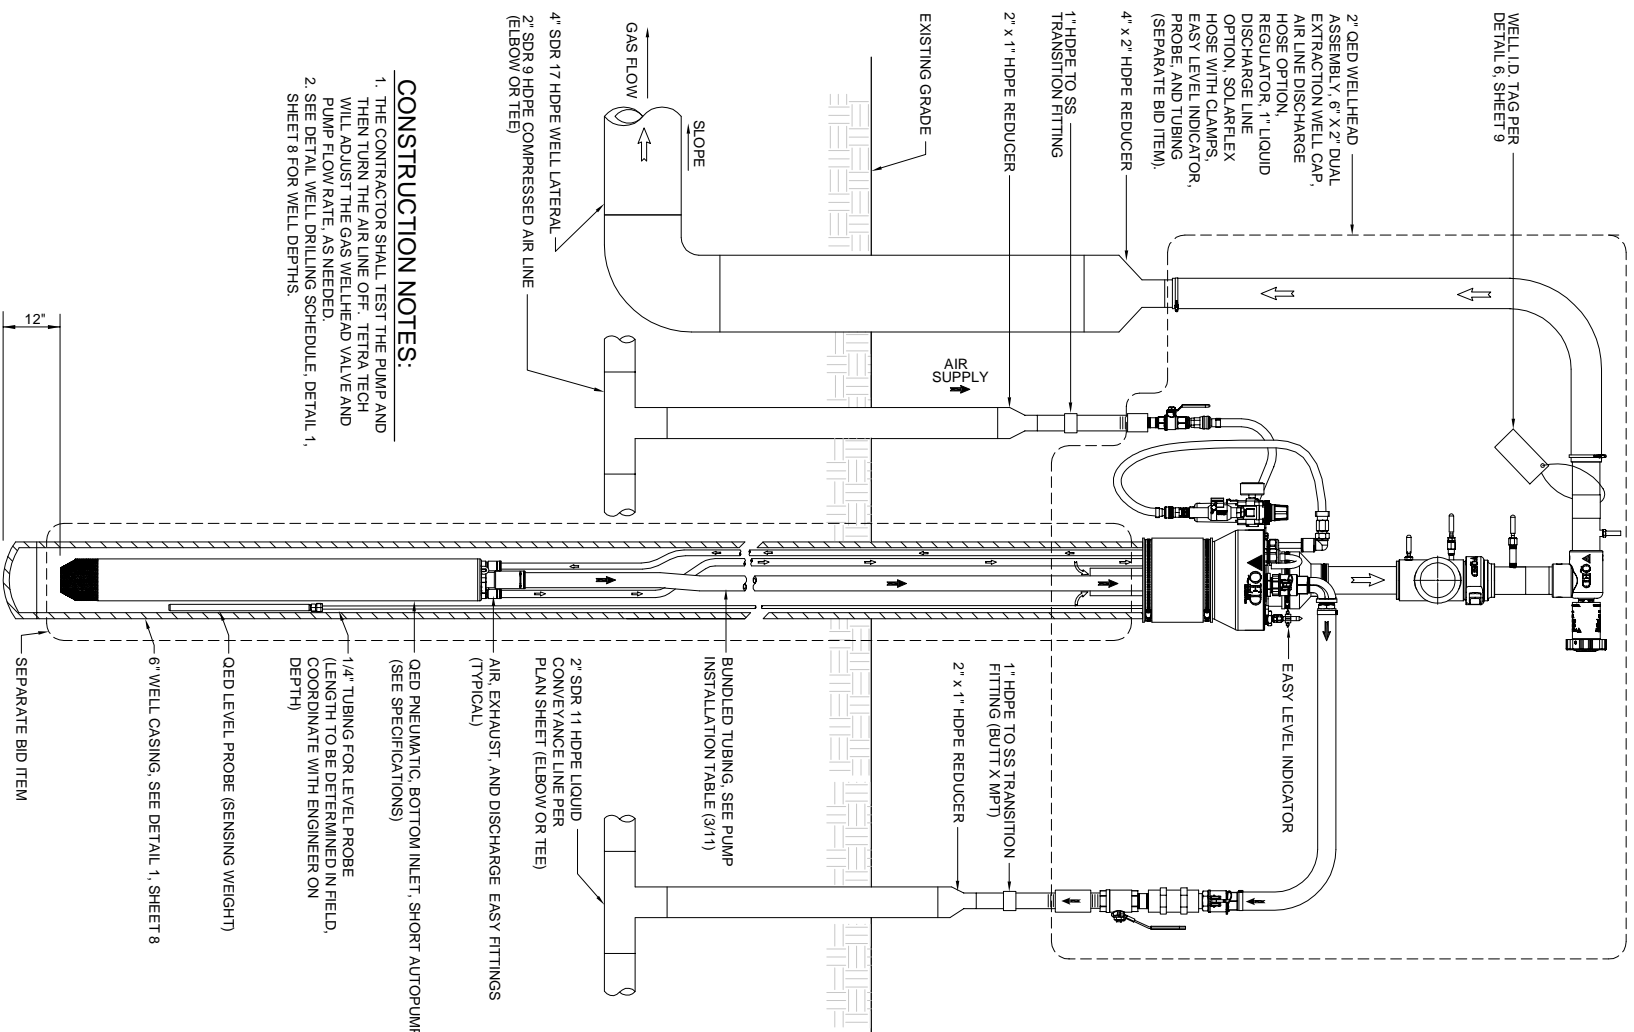 WELL I.D. TAG PER
DETAIL 6, SHEET 9
2" QED WELLHEAD
ASSEMBLY, 6" X 2" DUAL
EXTRACTION WELL CAP,
AIR LINE DISCHARGE
HOSE OPTION,
REGULATOR, 1" LIQUID
DISCHARGE LINE
OPTION, SOLARFLEX
HOSE WITH CLAMPS,
EASY LEVEL INDICATOR,
PROBE, AND TUBING
(SEPARATE BID ITEM).
4" x 2" HDPE REDUCER
1" HDPE TO SS
TRANSITION FITTING
2" x 1" HDPE REDUCER
EXISTING GRADE
AIR
SUPPLY
SLOPE
GAS FLOW
4" SDR 17 HDPE WELL LATERAL
2" SDR 9 HDPE COMPRESSED AIR LINE
(ELBOW OR TEE)
CONSTRUCTION NOTES:
1. THE CONTRACTOR SHALL TEST THE PUMP AND
THEN TURN THE AIR LINE OFF. TETRA TECH
WILL ADJUST THE GAS WELLHEAD VALVE AND
PUMP FLOW RATE, AS NEEDED.
2. SEE DETAIL WELL DRILLING SCHEDULE, DETAIL 1,
SHEET 8 FOR WELL DEPTHS.
12"
QED
QED
QED
EASY LEVEL INDICATOR
1" HDPE TO SS TRANSITION
FITTING (BUTT X MPT)
2" x 1" HDPE REDUCER
BUNDLED TUBING, SEE PUMP
INSTALLATION TABLE (3/11)
2" SDR 11 HDPE LIQUID
CONVEYANCE LINE PER
PLAN SHEET (ELBOW OR TEE)
AIR, EXHAUST, AND DISCHARGE EASY FITTINGS
(TYPICAL)
QED PNEUMATIC, BOTTOM INLET, SHORT AUTOPUMP
(SEE SPECIFICATIONS)
1/4" TUBING FOR LEVEL PROBE
(LENGTH TO BE DETERMINED IN FIELD,
COORDINATE WITH ENGINEER ON
DEPTH)
QED LEVEL PROBE (SENSING WEIGHT)
6" WELL CASING, SEE DETAIL 1, SHEET 8
SEPARATE BID ITEM